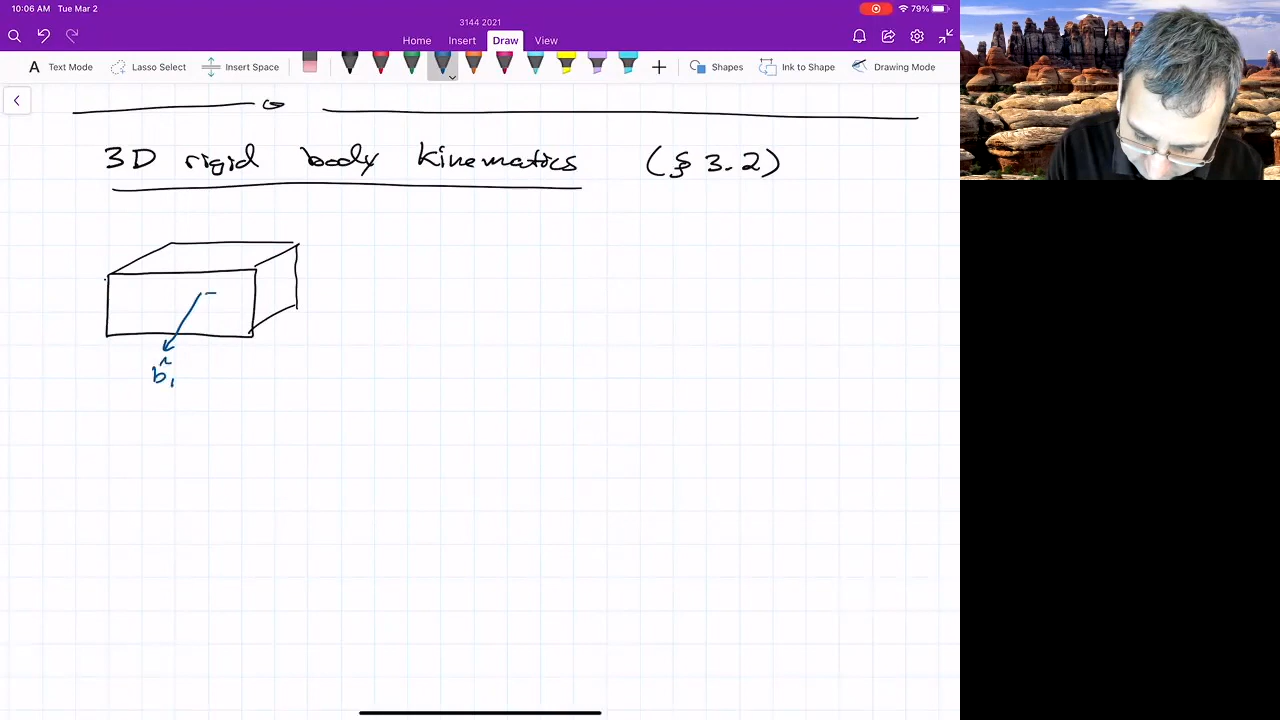 10:06 AM Tue Mar 2
79%
3144 2021
Home Insert Draw View
A Text Mode Lasso Select Insert Space Shapes Ink to Shape Drawing Mode
3D rigid body kinematics (§ 3.2)
b̂₁